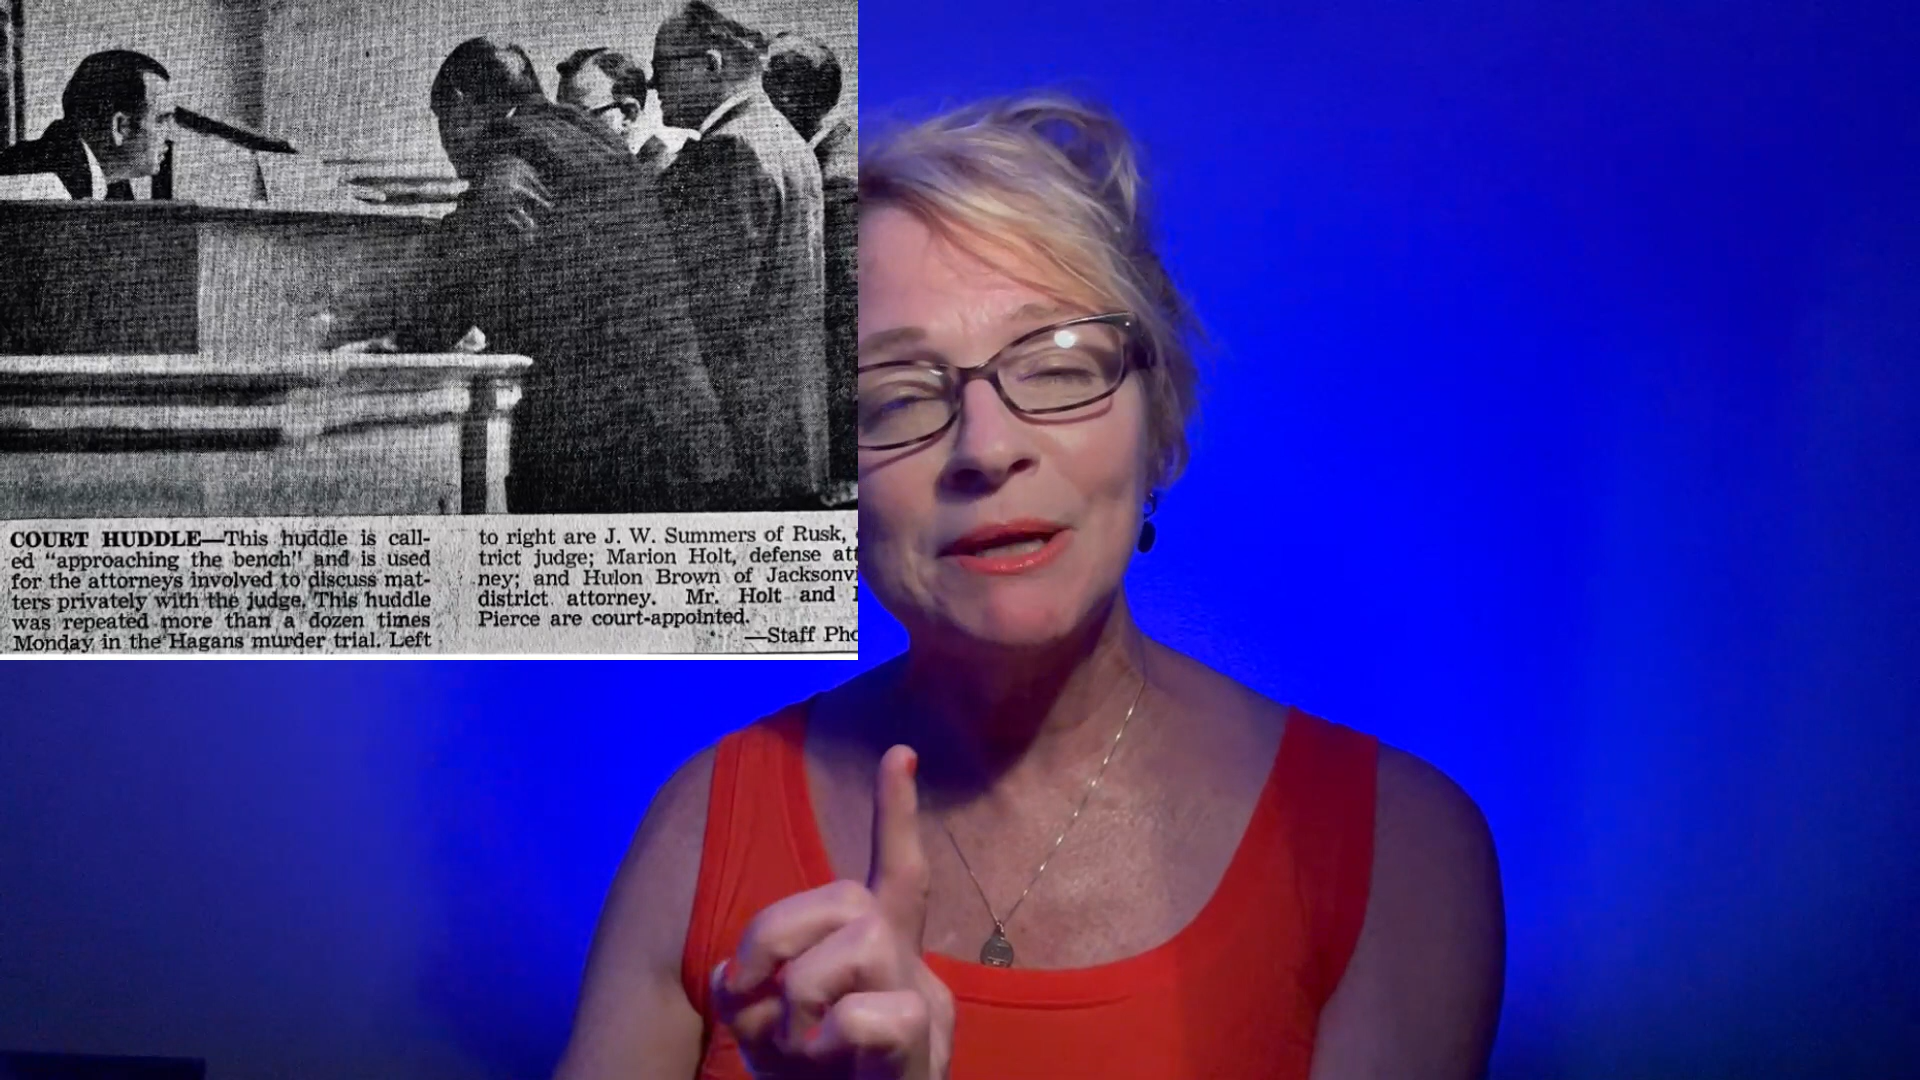 COURT HUDDLE—This huddle is call-
ed "approaching the bench" and is used
for the attorneys involved to discuss mat-
ters privately with the judge. This huddle
was repeated more than a dozen times
Monday in the Hagans murder trial. Left
to right are J. W. Summers of Rusk,
trict judge; Marion Holt, defense att
ney; and Hulon Brown of Jacksonvi
district attorney. Mr. Holt and
Pierce are court-appointed.
—Staff Pho